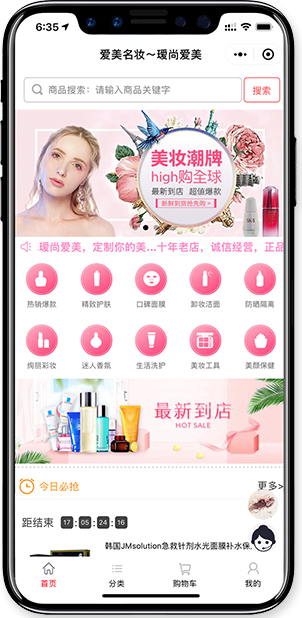 6:35
爱美名妆～瑷尚爱美
商品搜索：请输入商品关键字
搜索
美妆潮牌
high购全球
最新到店 超值爆款
新鲜到货抢先购 >
SK-II
瑷尚爱美，定制你的美...十年老店，诚信经营，正品
热销爆款
精致护肤
口碑面膜
卸妆洁面
防晒隔离
绚丽彩妆
迷人香氛
生活洗护
美妆工具
美颜保健
最新到店
HOT SALE
今日必抢
更多>
距结束 17 : 05 : 24 : 16
韩国JMsolution急救针剂水光面膜补水保...
首页
分类
购物车
我的